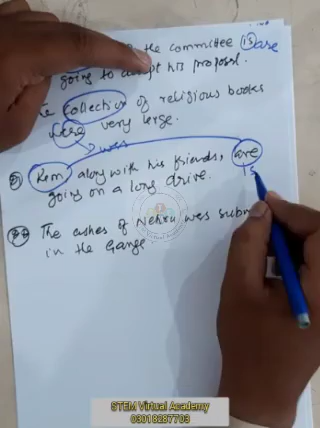 the committee is are
going to accept his proposal.
Collection of religious books
were very large.
was
Ram along with his friends, are
is
going on a long drive.
The ashes of Nehru was subm
in the Gange
STEM Virtual Academy
03018287703